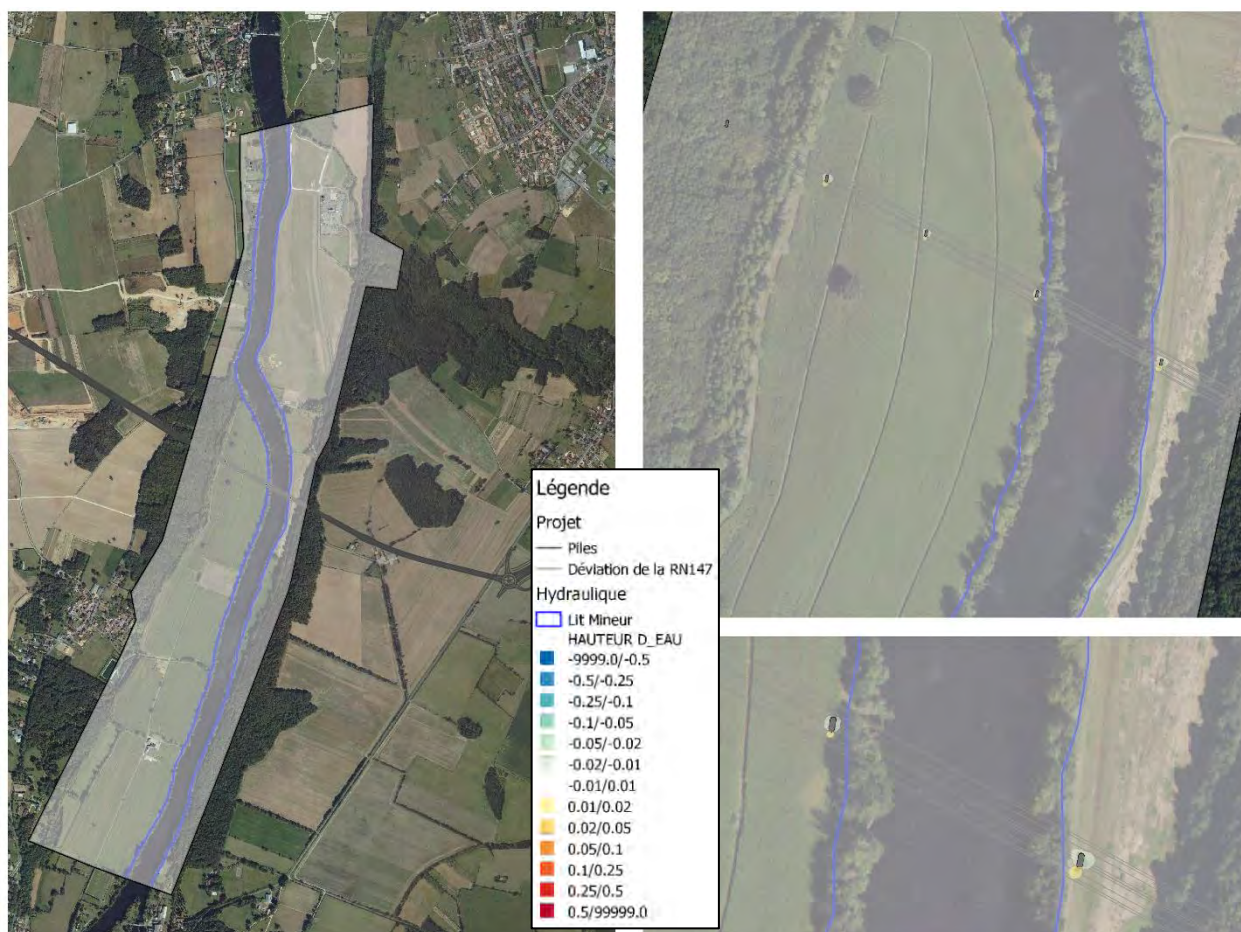 Légende
Projet
Piles
Déviation de la RN147
Hydraulique
Lit Mineur
HAUTEUR D_EAU
-9999.0/-0.5
-0.5/-0.25
-0.25/-0.1
-0.1/-0.05
-0.05/-0.02
-0.02/-0.01
-0.01/0.01
0.01/0.02
0.02/0.05
0.05/0.1
0.1/0.25
0.25/0.5
0.5/99999.0